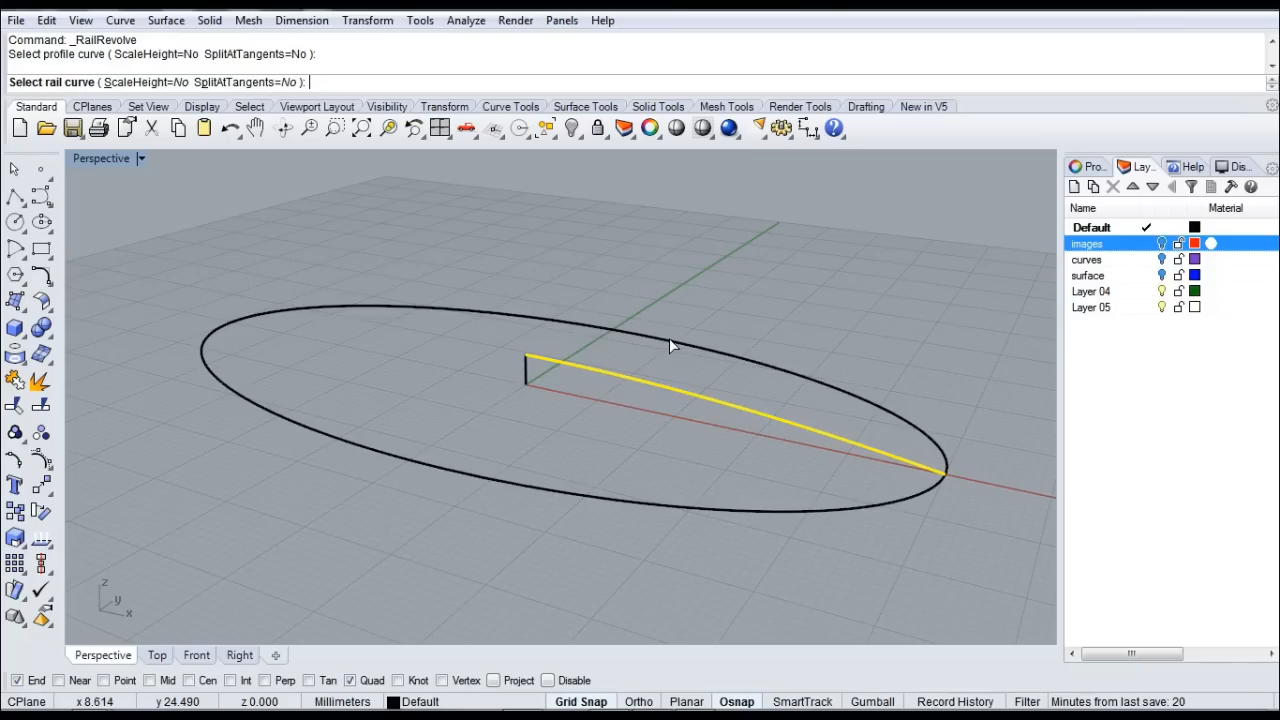 File Edit View Curve Surface Solid Mesh Dimension Transform Tools Analyze Render Panels Help
Command: _RailRevolve
Select profile curve ( ScaleHeight=No SplitAtTangents=No ):
Select rail curve ( ScaleHeight=No SplitAtTangents=No ):
Standard CPlanes Set View Display Select Viewport Layout Visibility Transform Curve Tools Surface Tools Solid Tools Mesh Tools Render Tools Drafting New in V5
Perspective
Pro... Lay... Help Dis...
Name Material
Default
images
curves
surface
Layer 04
Layer 05
z
y
x
Perspective Top Front Right
End Near Point Mid Cen Int Perp Tan Quad Knot Vertex Project Disable
CPlane x 8.614 y 24.490 z 0.000 Millimeters Default Grid Snap Ortho Planar Osnap SmartTrack Gumball Record History Filter Minutes from last save: 20